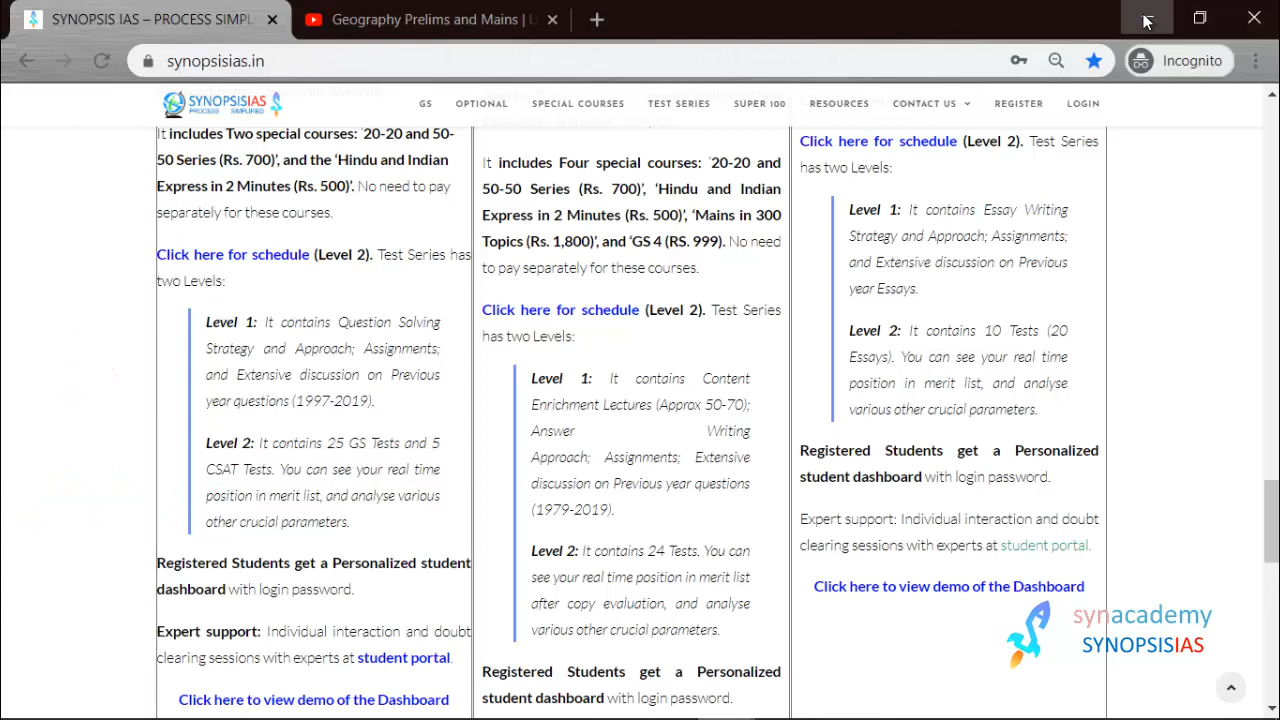 SYNOPSIS IAS – PROCESS SIMPL
Geography Prelims and Mains |
synopsisias.in
Incognito
SYNOPSISIAS
PROCESS SIMPLIFIED
GS OPTIONAL SPECIAL COURSES TEST SERIES SUPER 100 RESOURCES CONTACT US REGISTER LOGIN
It includes Two special courses: '20-20 and 50-
50 Series (Rs. 700)', and the 'Hindu and Indian
Express in 2 Minutes (Rs. 500)'. No need to pay
separately for these courses.
Click here for schedule (Level 2). Test Series has
two Levels:
Level 1: It contains Question Solving
Strategy and Approach; Assignments;
and Extensive discussion on Previous
year questions (1997-2019).
Level 2: It contains 25 GS Tests and 5
CSAT Tests. You can see your real time
position in merit list, and analyse various
other crucial parameters.
Registered Students get a Personalized student
dashboard with login password.
Expert support: Individual interaction and doubt
clearing sessions with experts at student portal.
Click here to view demo of the Dashboard
It includes Four special courses: '20-20 and
50-50 Series (Rs. 700)', 'Hindu and Indian
Express in 2 Minutes (Rs. 500)', 'Mains in 300
Topics (Rs. 1,800)', and 'GS 4 (RS. 999). No need
to pay separately for these courses.
Click here for schedule (Level 2). Test Series
has two Levels:
Level 1: It contains Content
Enrichment Lectures (Approx 50-70);
Answer Writing
Approach; Assignments; Extensive
discussion on Previous year questions
(1979-2019).
Level 2: It contains 24 Tests. You can
see your real time position in merit list
after copy evaluation, and analyse
various other crucial parameters.
Registered Students get a Personalized
student dashboard with login password.
Click here for schedule (Level 2). Test Series
has two Levels:
Level 1: It contains Essay Writing
Strategy and Approach; Assignments;
and Extensive discussion on Previous
year Essays.
Level 2: It contains 10 Tests (20
Essays). You can see your real time
position in merit list, and analyse
various other crucial parameters.
Registered Students get a Personalized
student dashboard with login password.
Expert support: Individual interaction and doubt
clearing sessions with experts at student portal.
Click here to view demo of the Dashboard
synacademy
SYNOPSISIAS